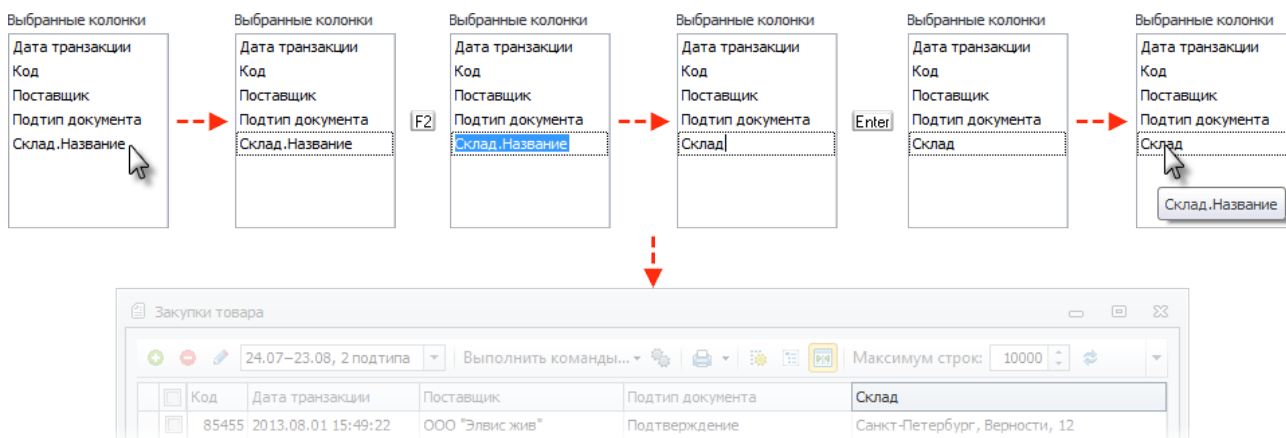 Выбранные колонки Выбранные колонки Выбранные колонки Выбранные колонки Выбранные колонки Выбранные колонки
Дата транзакции Дата транзакции Дата транзакции Дата транзакции Дата транзакции Дата транзакции
Код Код Код Код Код Код
Поставщик Поставщик Поставщик Поставщик Поставщик Поставщик
Подтип документа Подтип документа F2 Подтип документа Подтип документа Enter Подтип документа Подтип документа
Склад.Название Склад.Название Склад.Название Склад Склад Склад
Склад.Название
Закупки товара
24.07–23.08, 2 подтипа Выполнить команды... Максимум строк: 10000
Код Дата транзакции Поставщик Подтип документа Склад
85455 2013.08.01 15:49:22 ООО "Элвис жив" Подтверждение Санкт-Петербург, Верности, 12